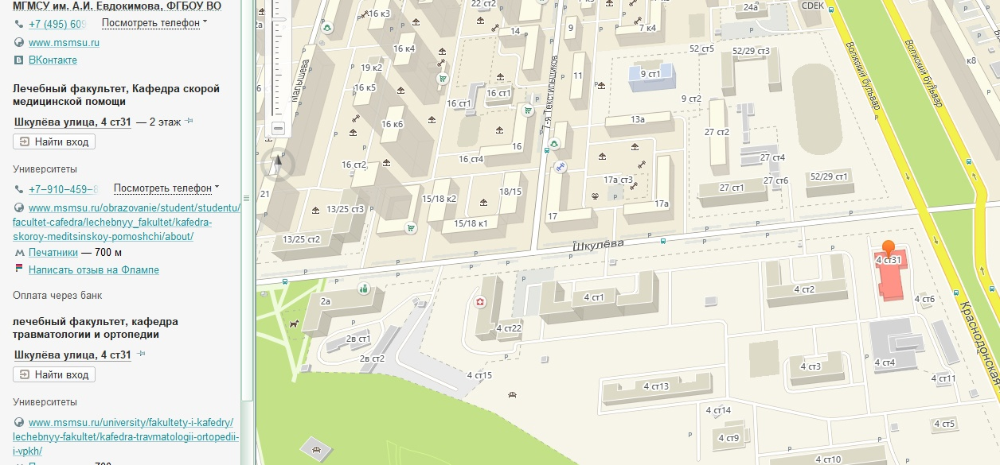 МГМСУ им. А.И. Евдокимова, ФГБОУ ВО
+7 (495) 609 Посмотреть телефон
www.msmsu.ru
ВКонтакте
Лечебный факультет, Кафедра скорой
медицинской помощи
Шкулёва улица, 4 ст31 — 2 этаж
Найти вход
Университеты
+7–910–459–8 Посмотреть телефон
www.msmsu.ru/obrazovanie/student/studentu/
facultet-cafedra/lechebnyy_fakultet/kafedra-
skoroy-meditsinskoy-pomoshchi/about/
Печатники — 700 м
Написать отзыв на Флампе
Оплата через банк
лечебный факультет, кафедра
травматологии и ортопедии
Шкулёва улица, 4 ст31
Найти вход
Университеты
www.msmsu.ru/university/fakultety-i-kafedry/
lechebnyy-fakultet/kafedra-travmatologii-ortopedii-
i-vpkh/
16 к3
22 ст2
24а
CDEK
14
9
7 к4
16 к4
52 ст5
52/29 ст3
к8
Малышева
19 к2
7-я Текстильщиков
Волжский бульвар
Волжский бульвар
11
9 ст1
16 к5
16 ст1
16 ст1
9 ст2
13а
16 к6
27 ст2
16
16 ст4
27 ст4
16 ст2
17а ст3
27 ст6
52/29 ст1
21
18/15
27 ст1
15/18 к2
17а
13/25 ст3
17
15/18 к1
13/25 ст2
Шкулёва
4 ст31
4 ст2
4 ст1
4 ст6
2а
4 ст22
Краснодонская
2в ст1
2в ст2
4 ст4
4 ст3
4 ст15
4 ст11
4 ст13
4 ст14
4 ст5
4 ст9
4 ст10